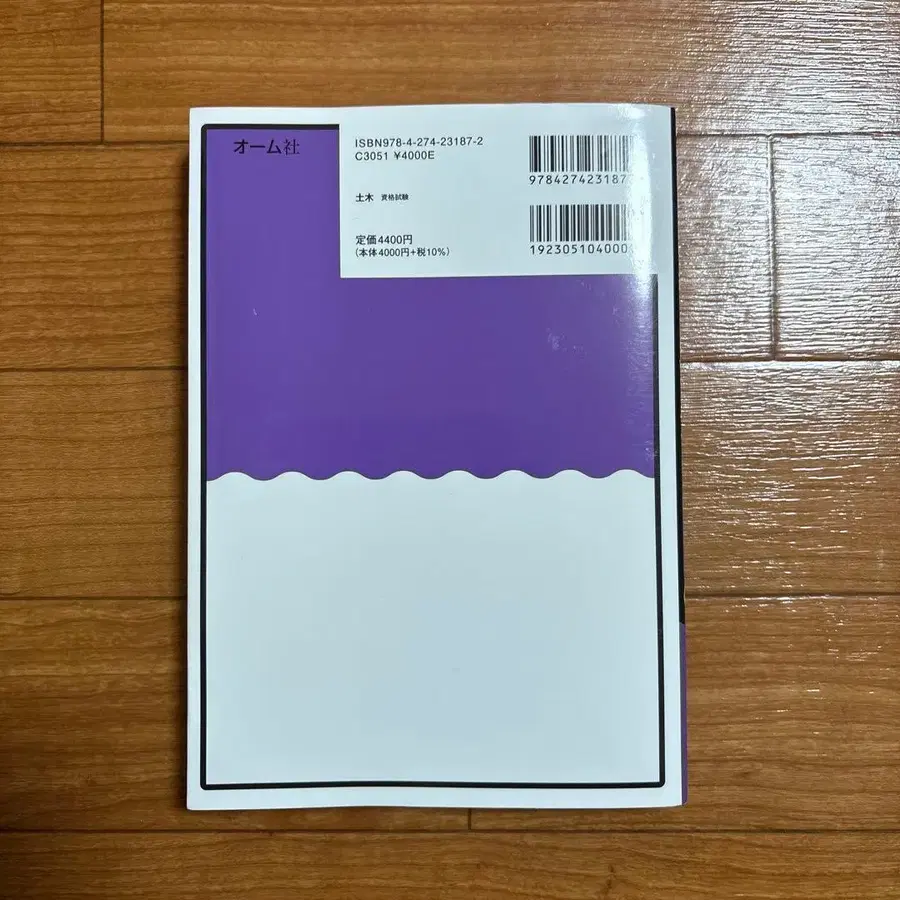 オーム社
ISBN978-4-274-23187-2
C3051 ¥4000E
土木 資格試験
定価4400円
(本体4000円+税10%)
978427423187
192305104000